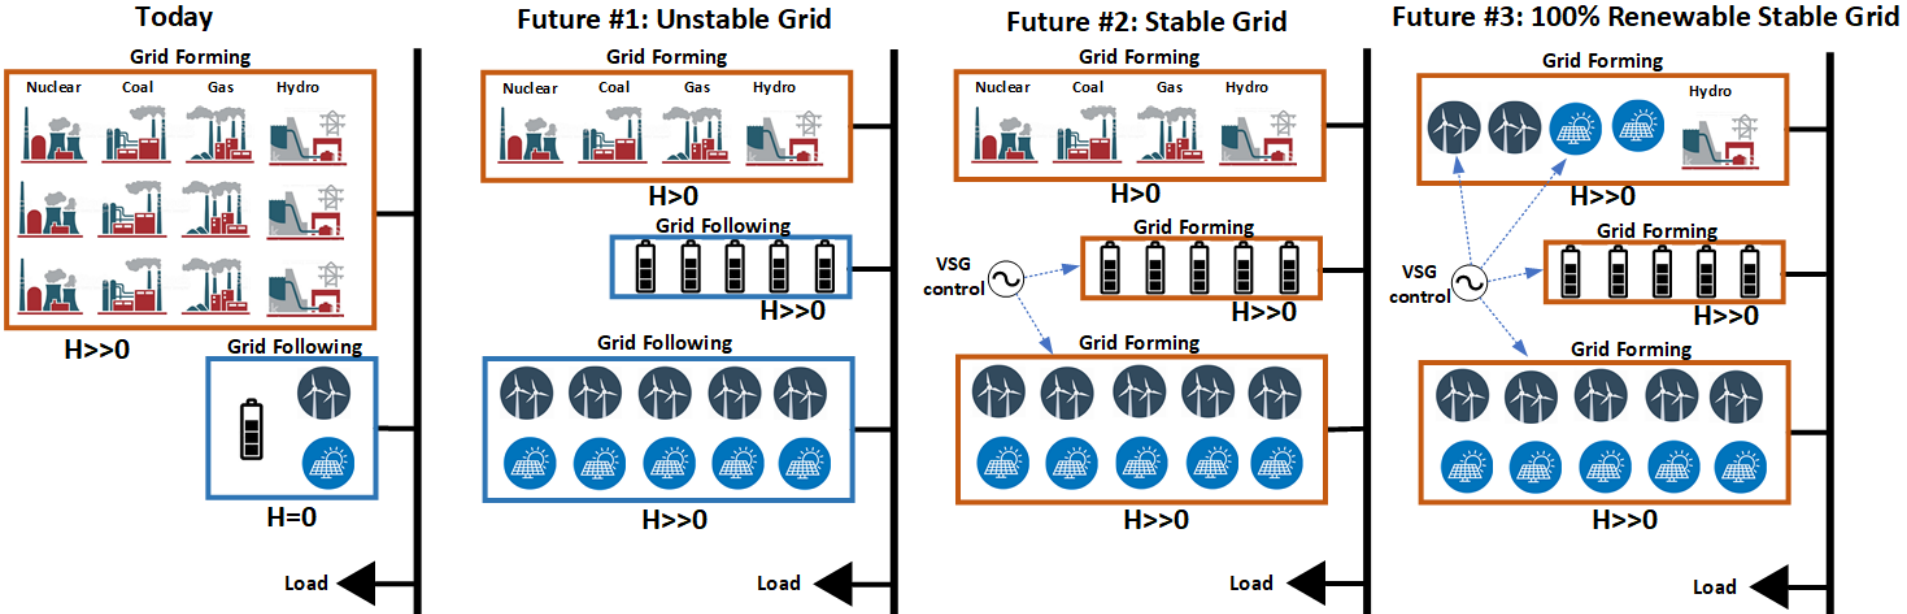 Today
Grid Forming
Nuclear Coal Gas Hydro
H>>0
Grid Following
H=0
Load
Future #1: Unstable Grid
Grid Forming
Nuclear Coal Gas Hydro
H>0
Grid Following
H>>0
Grid Following
H>>0
Load
Future #2: Stable Grid
Grid Forming
Nuclear Coal Gas Hydro
H>0
Grid Forming
VSG
control
H>>0
Grid Forming
H>>0
Load
Future #3: 100% Renewable Stable Grid
Grid Forming
Hydro
H>>0
Grid Forming
VSG
control
H>>0
Grid Forming
H>>0
Load